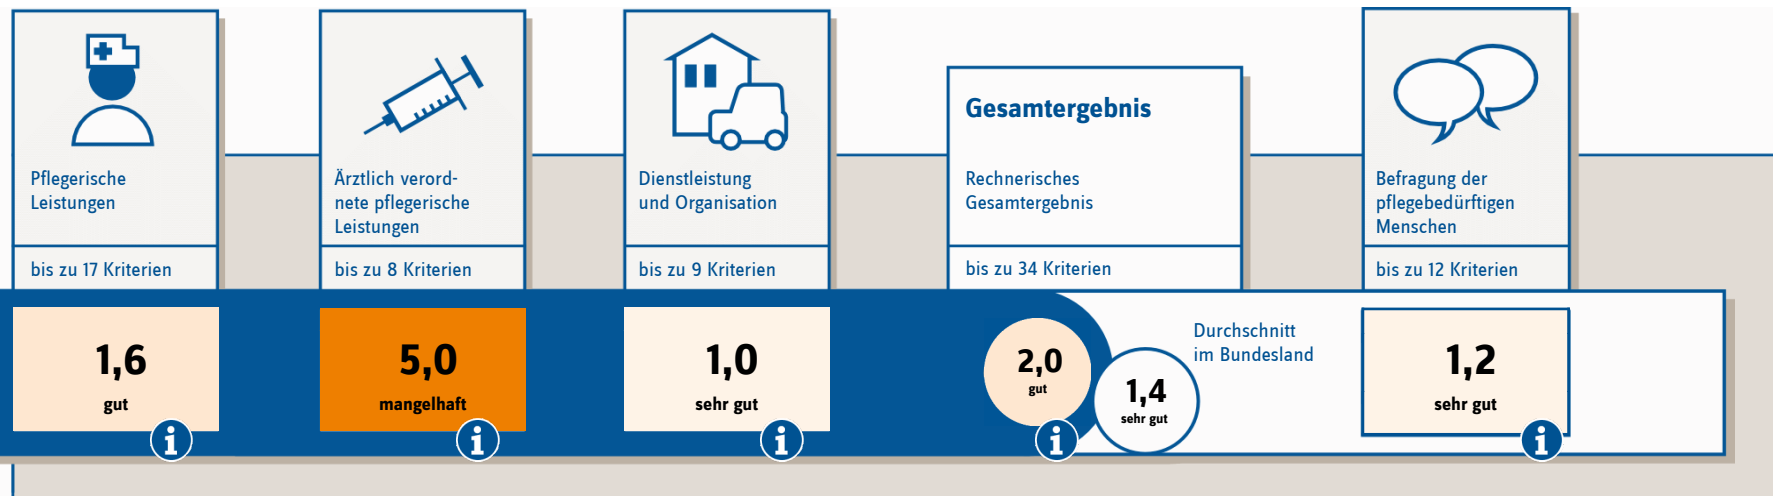 Pflegerische
Leistungen
bis zu 17 Kriterien
1,6
gut
i
Ärztlich verord-
nete pflegerische
Leistungen
bis zu 8 Kriterien
5,0
mangelhaft
i
Dienstleistung
und Organisation
bis zu 9 Kriterien
1,0
sehr gut
i
Gesamtergebnis
Rechnerisches
Gesamtergebnis
bis zu 34 Kriterien
2,0
gut
i
1,4
sehr gut
Durchschnitt
im Bundesland
Befragung der
pflegebedürftigen
Menschen
bis zu 12 Kriterien
1,2
sehr gut
i